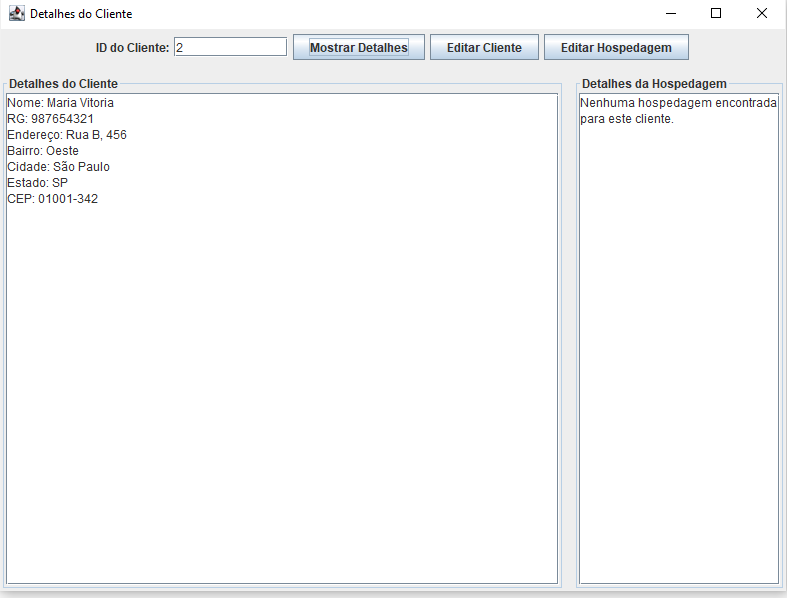 Detalhes do Cliente
ID do Cliente: 2 Mostrar Detalhes Editar Cliente Editar Hospedagem
Detalhes do Cliente
Nome: Maria Vitoria
RG: 987654321
Endereço: Rua B, 456
Bairro: Oeste
Cidade: São Paulo
Estado: SP
CEP: 01001-342
Detalhes da Hospedagem
Nenhuma hospedagem encontrada
para este cliente.